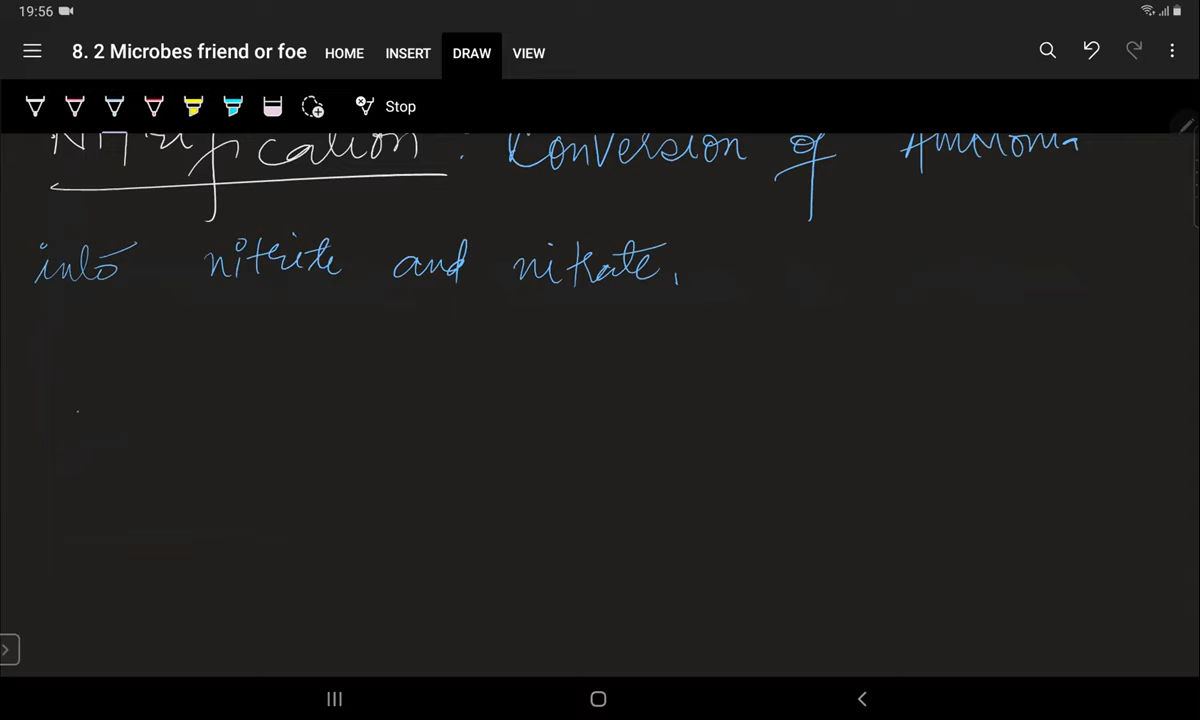 19:56
8. 2 Microbes friend or foe HOME INSERT DRAW VIEW
Stop
Nitrification : Conversion of Ammonia
into nitrite and nitrate.